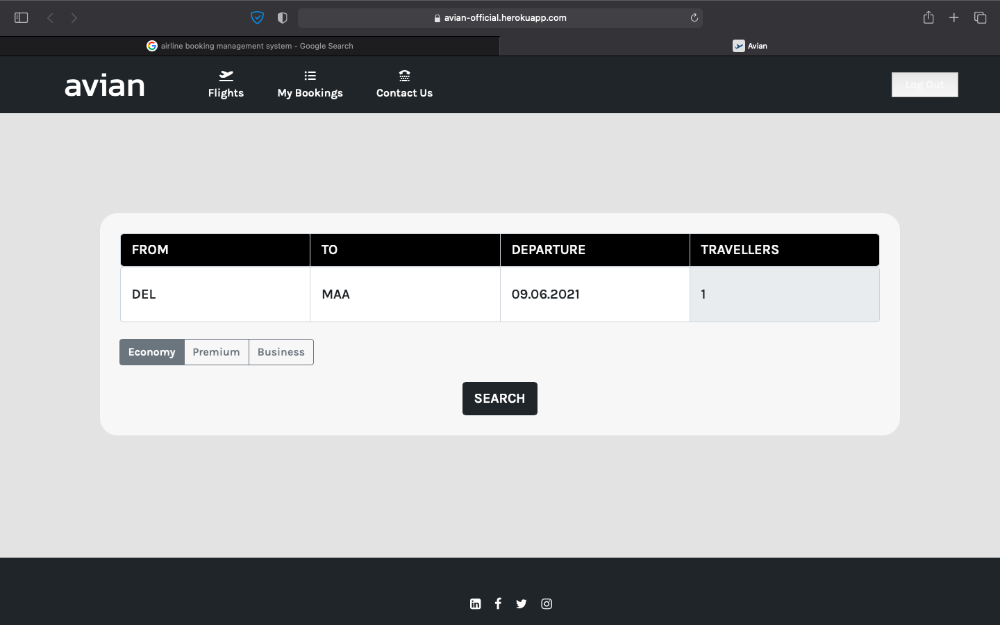 avian-official.herokuapp.com
airline booking management system - Google Search
Avian
avian
Flights
My Bookings
Contact Us
Log Out
FROM TO DEPARTURE TRAVELLERS
DEL MAA 09.06.2021 1
Economy Premium Business
SEARCH